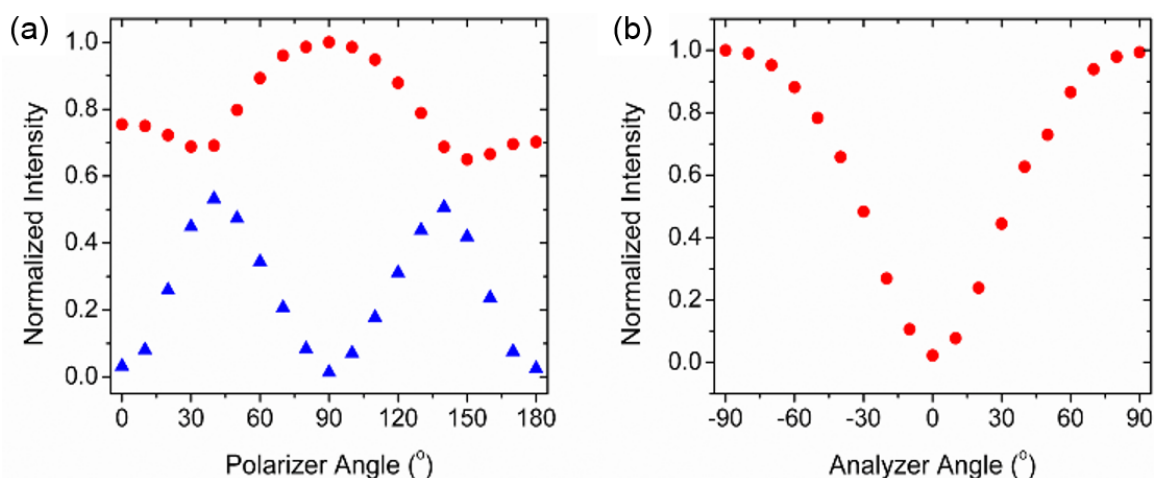 (a)
Normalized Intensity
1.0
0.8
0.6
0.4
0.2
0.0
0 30 60 90 120 150 180
Polarizer Angle (°)
(b)
Normalized Intensity
1.0
0.8
0.6
0.4
0.2
0.0
-90 -60 -30 0 30 60 90
Analyzer Angle (°)